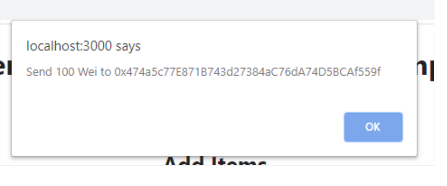 localhost:3000 says
Send 100 Wei to 0x474a5c77E871B743d27384aC76dA74D5BCAf559f
OK
Add Items